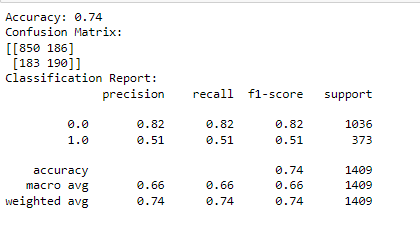 Accuracy: 0.74
Confusion Matrix:
[[850 186]
 [183 190]]
Classification Report:
              precision    recall  f1-score   support

         0.0       0.82      0.82      0.82      1036
         1.0       0.51      0.51      0.51       373

    accuracy                           0.74      1409
   macro avg       0.66      0.66      0.66      1409
weighted avg       0.74      0.74      0.74      1409